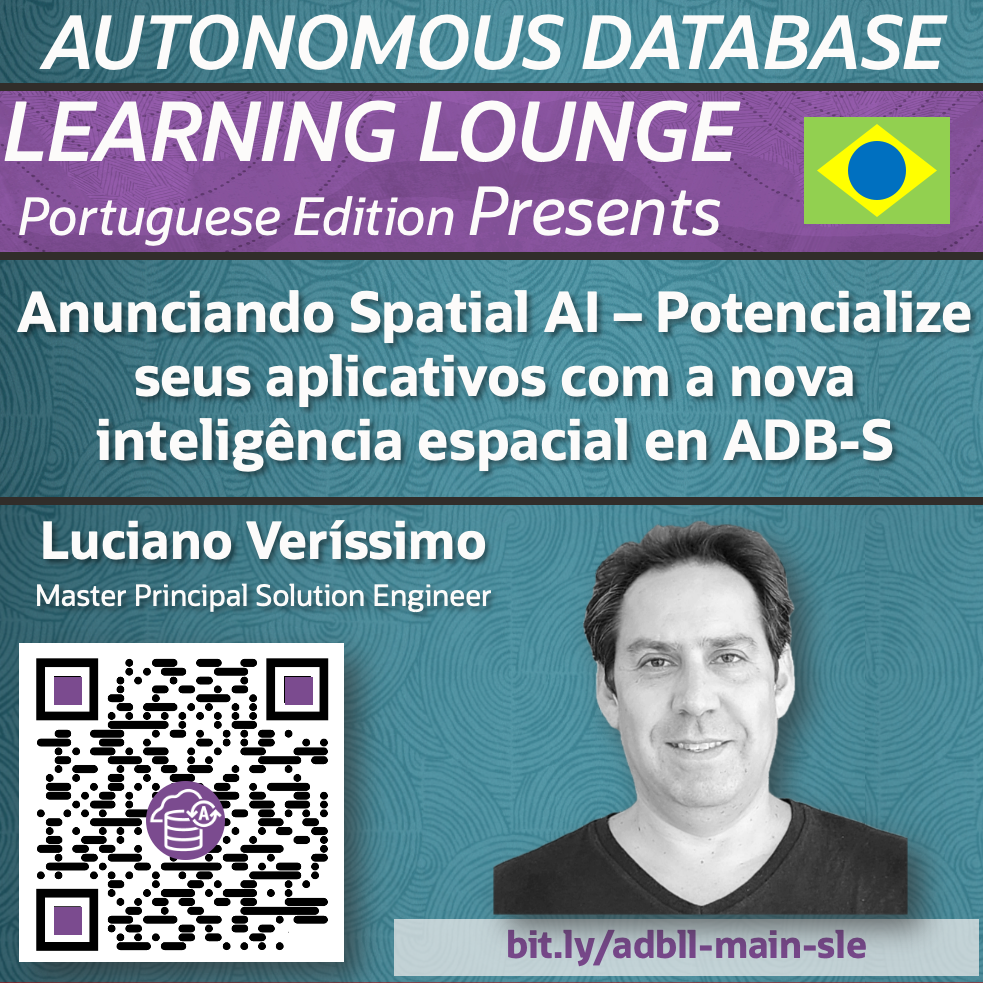 AUTONOMOUS DATABASE
LEARNING LOUNGE
Portuguese Edition Presents
Anunciando Spatial AI – Potencialize
seus aplicativos com a nova
inteligência espacial en ADB-S
Luciano Veríssimo
Master Principal Solution Engineer
A
bit.ly/adbll-main-sle